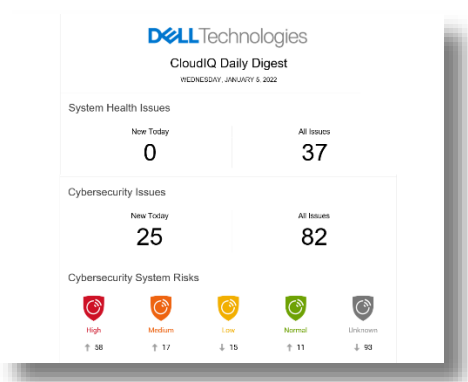 DELLTechnologies
CloudIQ Daily Digest
WEDNESDAY, JANUARY 5, 2022
System Health Issues
New Today All Issues
0 37
Cybersecurity Issues
New Today All Issues
25 82
Cybersecurity System Risks
High Medium Low Normal Unknown
↑ 58 ↑ 17 ↓ 15 ↑ 11 ↓ 93